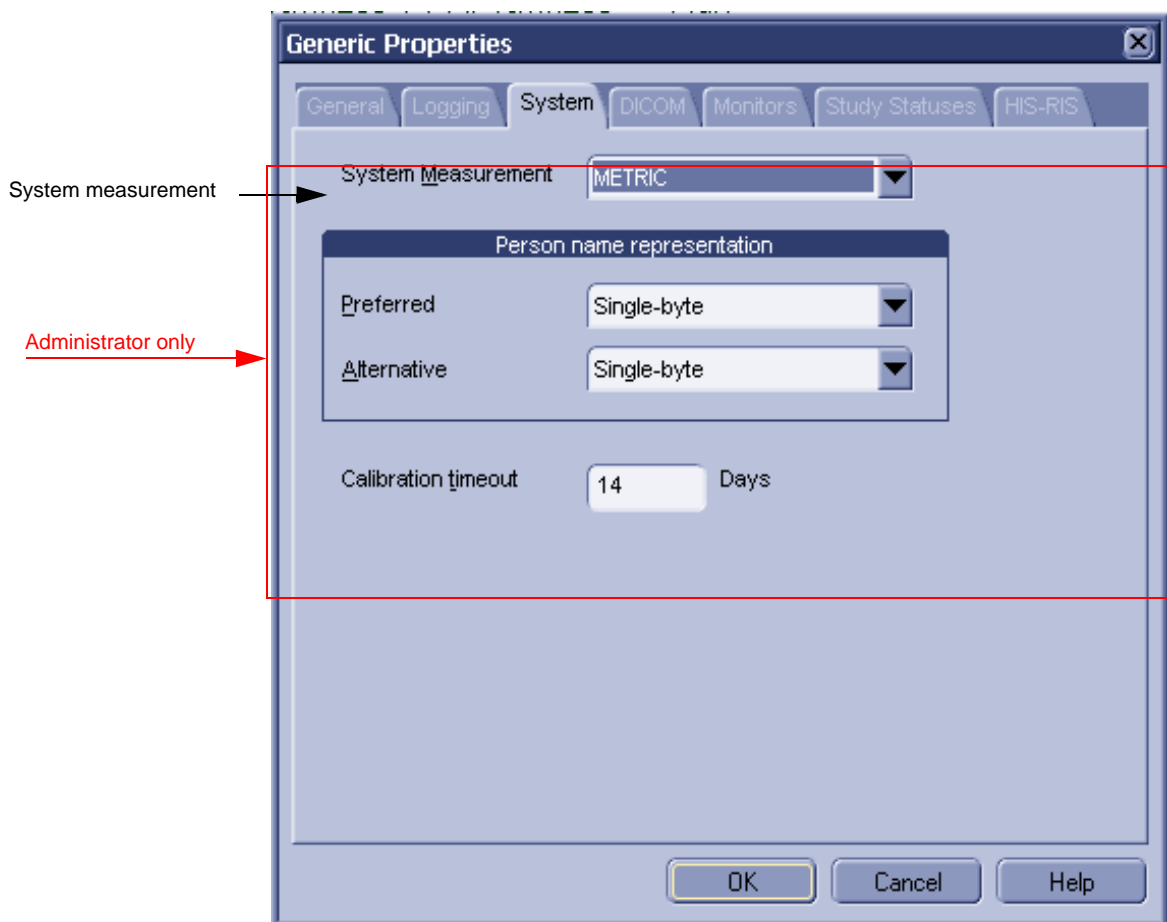 Generic Properties
General Logging System DICOM Monitors Study Statuses HIS-RIS
System Measurement METRIC
System measurement
Person name representation
Preferred Single-byte
Administrator only
Alternative Single-byte
Calibration timeout 14 Days
OK Cancel Help